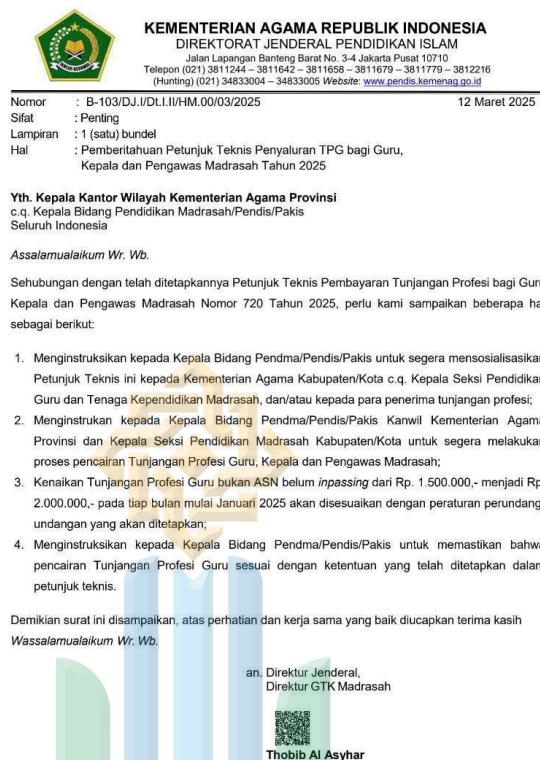 KEMENTERIAN AGAMA REPUBLIK INDONESIA
DIREKTORAT JENDERAL PENDIDIKAN ISLAM
Jalan Lapangan Banteng Barat No. 3-4 Jakarta Pusat 10710
Telepon (021) 3811244 – 3811642 – 3811658 – 3811679 – 3811779 – 3812216
(Hunting) (021) 34833004 – 34833005 Website: www.pendis.kemenag.go.id
Nomor : B-103/DJ.I/Dt.I.II/HM.00/03/2025 12 Maret 2025
Sifat : Penting
Lampiran : 1 (satu) bundel
Hal : Pemberitahuan Petunjuk Teknis Penyaluran TPG bagi Guru,
Kepala dan Pengawas Madrasah Tahun 2025
Yth. Kepala Kantor Wilayah Kementerian Agama Provinsi
c.q. Kepala Bidang Pendidikan Madrasah/Pendis/Pakis
Seluruh Indonesia
Assalamualaikum Wr. Wb.
Sehubungan dengan telah ditetapkannya Petunjuk Teknis Pembayaran Tunjangan Profesi bagi Guru
Kepala dan Pengawas Madrasah Nomor 720 Tahun 2025, perlu kami sampaikan beberapa ha
sebagai berikut:
1. Menginstruksikan kepada Kepala Bidang Pendma/Pendis/Pakis untuk segera mensosialisasikan
Petunjuk Teknis ini kepada Kementerian Agama Kabupaten/Kota c.q. Kepala Seksi Pendidikan
Guru dan Tenaga Kependidikan Madrasah, dan/atau kepada para penerima tunjangan profesi;
2. Menginstrukan kepada Kepala Bidang Pendma/Pendis/Pakis Kanwil Kementerian Agama
Provinsi dan Kepala Seksi Pendidikan Madrasah Kabupaten/Kota untuk segera melakukan
proses pencairan Tunjangan Profesi Guru, Kepala dan Pengawas Madrasah;
3. Kenaikan Tunjangan Profesi Guru bukan ASN belum inpassing dari Rp. 1.500.000,- menjadi Rp
2.000.000,- pada tiap bulan mulai Januari 2025 akan disesuaikan dengan peraturan perundang
undangan yang akan ditetapkan;
4. Menginstruksikan kepada Kepala Bidang Pendma/Pendis/Pakis untuk memastikan bahwa
pencairan Tunjangan Profesi Guru sesuai dengan ketentuan yang telah ditetapkan dalam
petunjuk teknis.
Demikian surat ini disampaikan, atas perhatian dan kerja sama yang baik diucapkan terima kasih
Wassalamualaikum Wr. Wb.
an. Direktur Jenderal,
Direktur GTK Madrasah
Thobib Al Asyhar